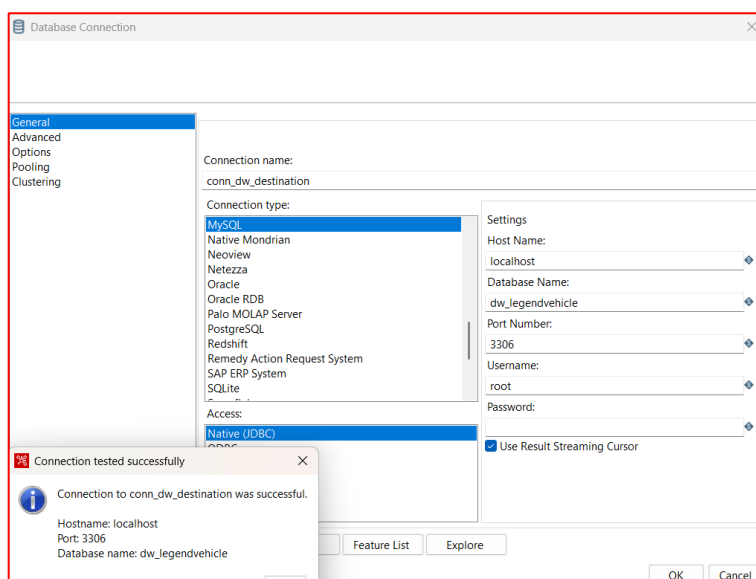 Database Connection
General
Advanced
Options
Pooling
Clustering
Connection name:
conn_dw_destination
Connection type:
MySQL
Native Mondrian
Neoview
Netezza
Oracle
Oracle RDB
Palo MOLAP Server
PostgreSQL
Redshift
Remedy Action Request System
SAP ERP System
SQLite
Access:
Native (JDBC)
ODBC
Settings
Host Name:
localhost
Database Name:
dw_legendvehicle
Port Number:
3306
Username:
root
Password:
Use Result Streaming Cursor
Connection tested successfully
Connection to conn_dw_destination was successful.
Hostname: localhost
Port: 3306
Database name: dw_legendvehicle
Feature List
Explore
OK
Cancel